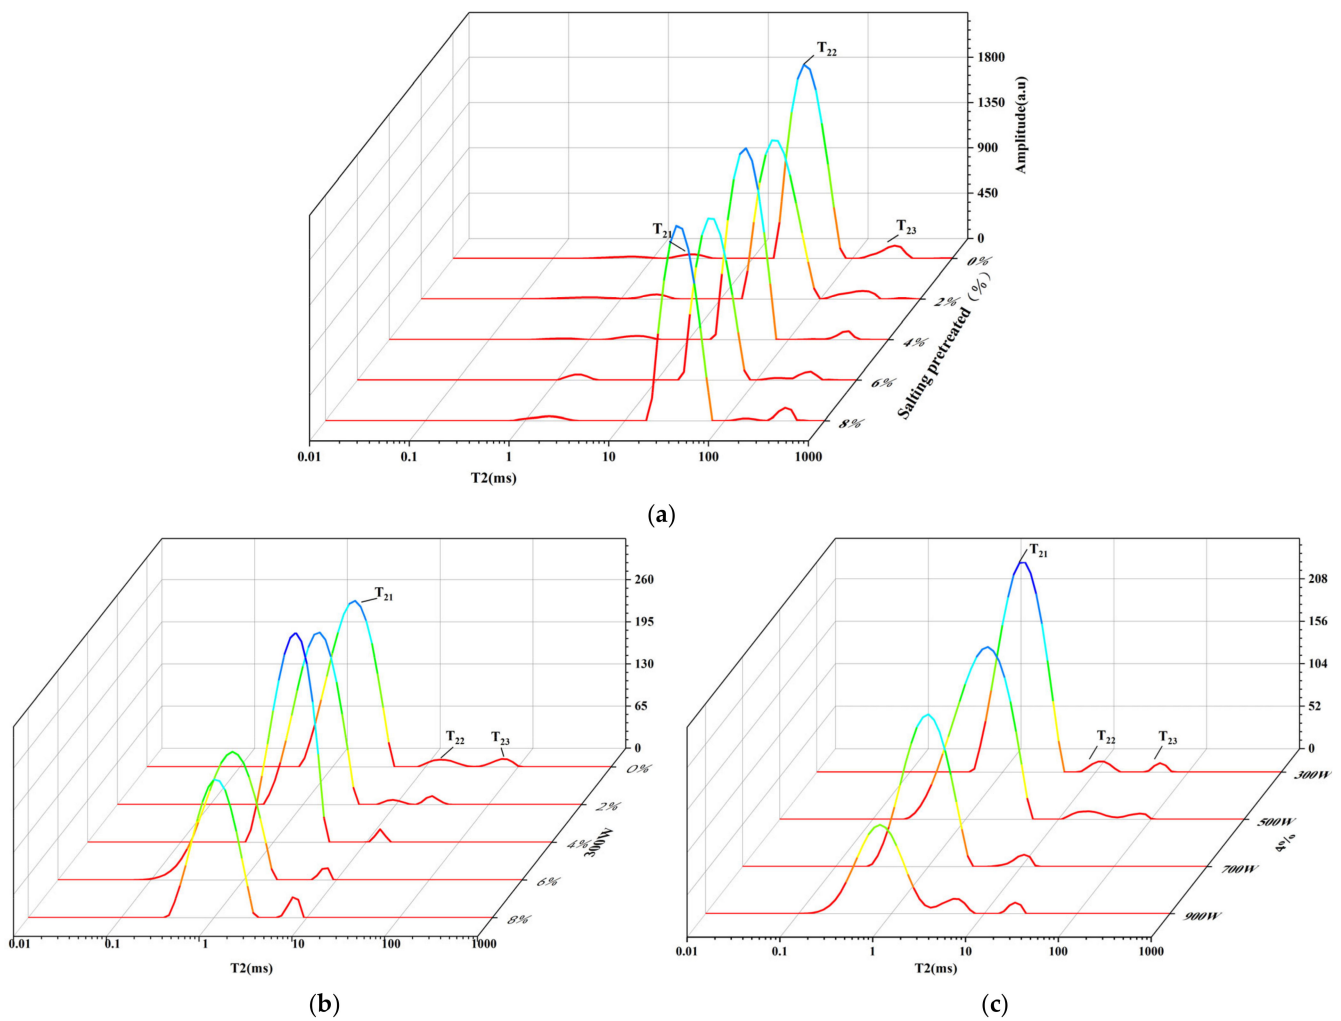 T22
1800
1350
900
450
0
Amplitude(a.u)
T21
T23
0%
2%
4%
6%
8%
Salting pretreated (%)
0.01 0.1 1 10 100 1000
T2(ms)
(a)
T21
T22
T23
260
195
130
65
0
0%
2%
4%
6%
8%
300W
0.01 0.1 1 10 100 1000
T2(ms)
(b)
T21
T22
T23
208
156
104
52
0
300W
500W
700W
900W
4%
0.01 0.1 1 10 100 1000
T2(ms)
(c)